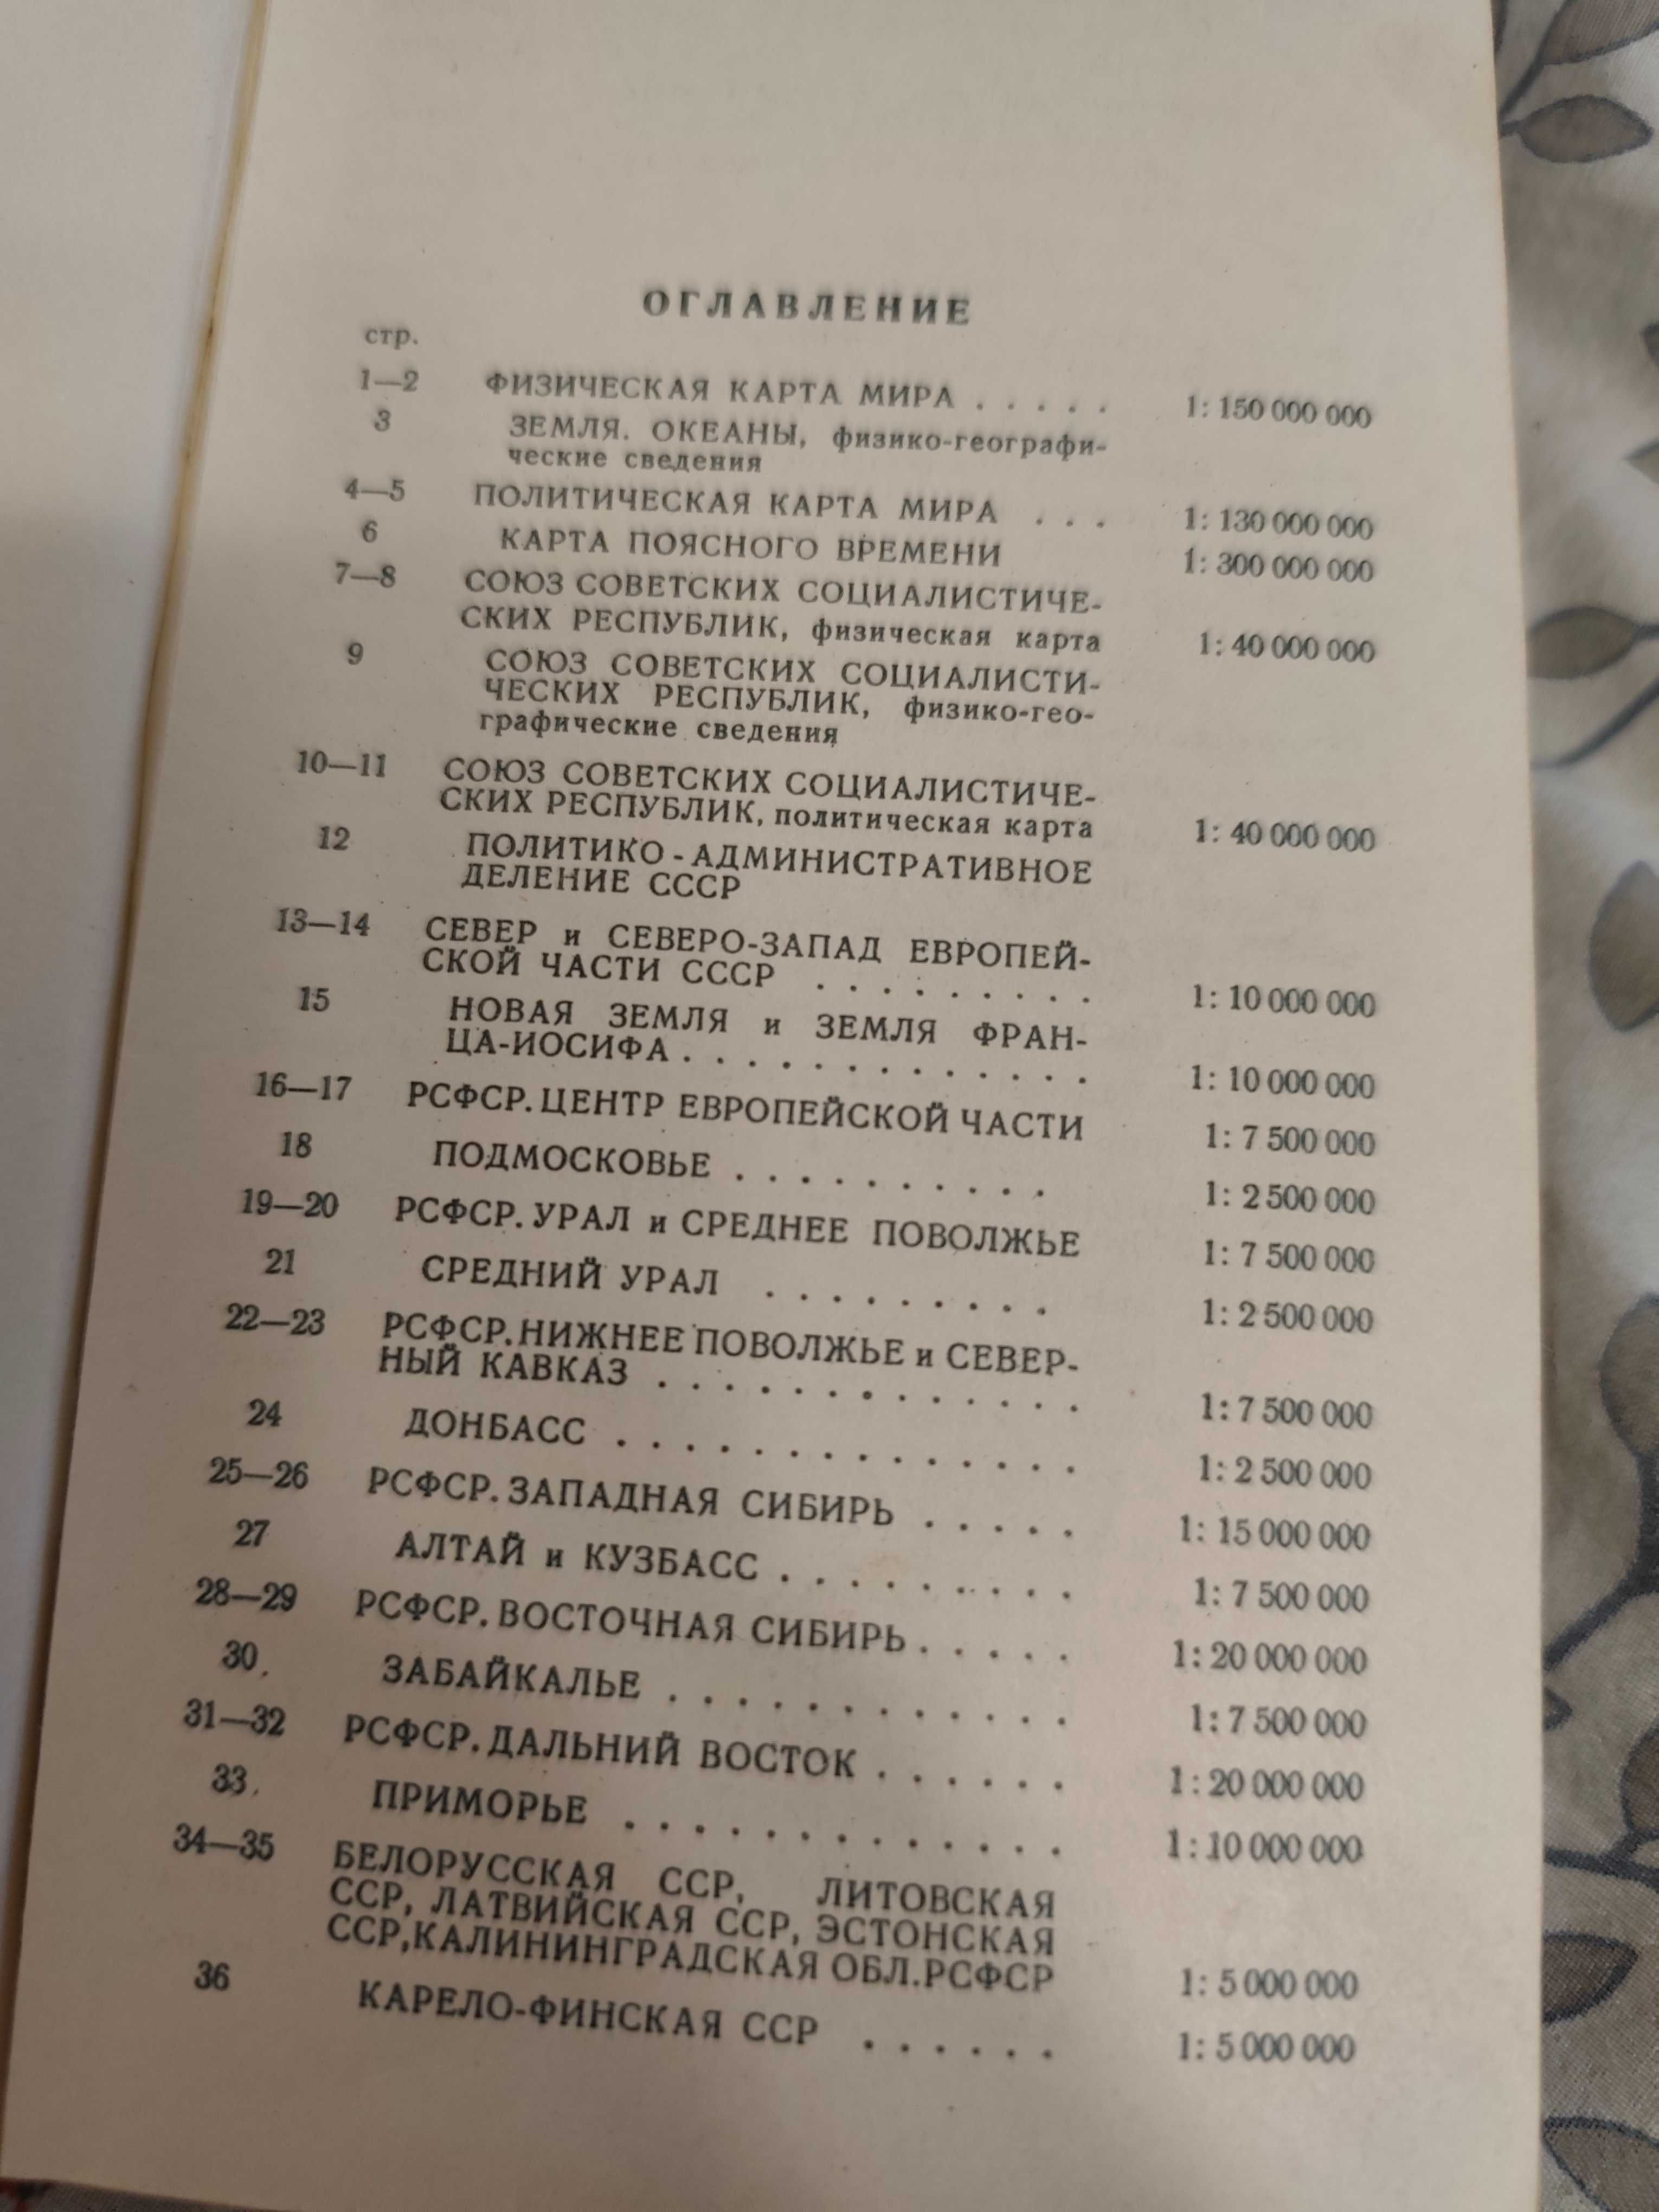 ОГЛАВЛЕНИЕ
стр.
1—2 ФИЗИЧЕСКАЯ КАРТА МИРА . . . . . 1: 150 000 000
3 ЗЕМЛЯ. ОКЕАНЫ, физико-географи-
ческие сведения
4—5 ПОЛИТИЧЕСКАЯ КАРТА МИРА . . . 1: 130 000 000
6 КАРТА ПОЯСНОГО ВРЕМЕНИ 1: 300 000 000
7—8 СОЮЗ СОВЕТСКИХ СОЦИАЛИСТИЧЕ-
СКИХ РЕСПУБЛИК, физическая карта 1: 40 000 000
9 СОЮЗ СОВЕТСКИХ СОЦИАЛИСТИ-
ЧЕСКИХ РЕСПУБЛИК, физико-гео-
графические сведения
10—11 СОЮЗ СОВЕТСКИХ СОЦИАЛИСТИЧЕ-
СКИХ РЕСПУБЛИК, политическая карта 1: 40 000 000
12 ПОЛИТИКО - АДМИНИСТРАТИВНОЕ
ДЕЛЕНИЕ СССР
13—14 СЕВЕР и СЕВЕРО-ЗАПАД ЕВРОПЕЙ-
СКОЙ ЧАСТИ СССР . . . . . . . . . . 1: 10 000 000
15 НОВАЯ ЗЕМЛЯ и ЗЕМЛЯ ФРАН-
ЦА-ИОСИФА . . . . . . . . . . . . . 1: 10 000 000
16—17 РСФСР. ЦЕНТР ЕВРОПЕЙСКОЙ ЧАСТИ 1: 7 500 000
18 ПОДМОСКОВЬЕ . . . . . . . . . . 1: 2 500 000
19—20 РСФСР. УРАЛ и СРЕДНЕЕ ПОВОЛЖЬЕ 1: 7 500 000
21 СРЕДНИЙ УРАЛ . . . . . . . . . 1: 2 500 000
22—23 РСФСР. НИЖНЕЕ ПОВОЛЖЬЕ и СЕВЕР-
НЫЙ КАВКАЗ . . . . . . . . . . . . . 1: 7 500 000
24 ДОНБАСС . . . . . . . . . . . . . . 1: 2 500 000
25—26 РСФСР. ЗАПАДНАЯ СИБИРЬ . . . . . 1: 15 000 000
27 АЛТАЙ и КУЗБАСС . . . . . . . . . 1: 7 500 000
28—29 РСФСР. ВОСТОЧНАЯ СИБИРЬ . . . . . 1: 20 000 000
30 ЗАБАЙКАЛЬЕ . . . . . . . . . . . . 1: 7 500 000
31—32 РСФСР. ДАЛЬНИЙ ВОСТОК . . . . . . 1: 20 000 000
33 ПРИМОРЬЕ . . . . . . . . . . . . . 1: 10 000 000
34—35 БЕЛОРУССКАЯ ССР, ЛИТОВСКАЯ
ССР, ЛАТВИЙСКАЯ ССР, ЭСТОНСКАЯ
ССР, КАЛИНИНГРАДСКАЯ ОБЛ. РСФСР 1: 5 000 000
36 КАРЕЛО-ФИНСКАЯ ССР . . . . . . 1: 5 000 000